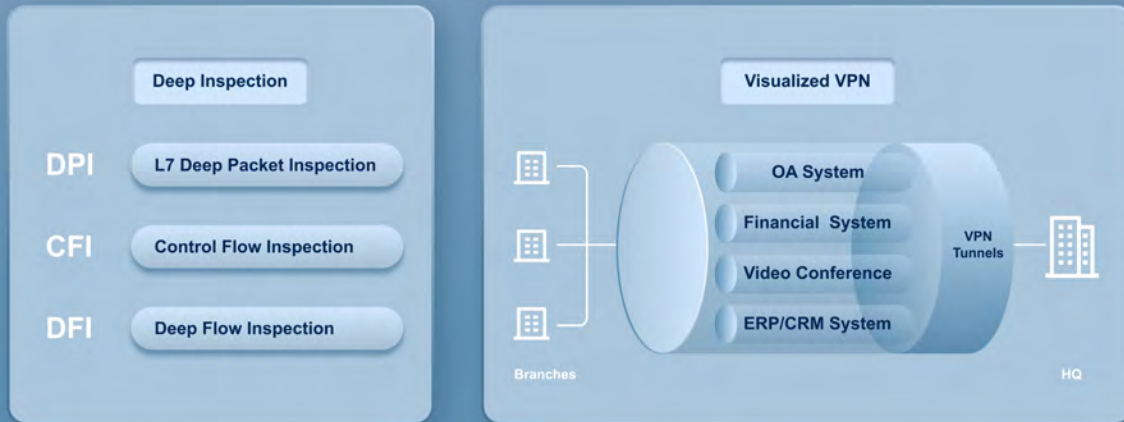 Deep Inspection
DPI
L7 Deep Packet Inspection
CFI
Control Flow Inspection
DFI
Deep Flow Inspection
Visualized VPN
OA System
Financial System
Video Conference
ERP/CRM System
VPN
Tunnels
Branches
HQ